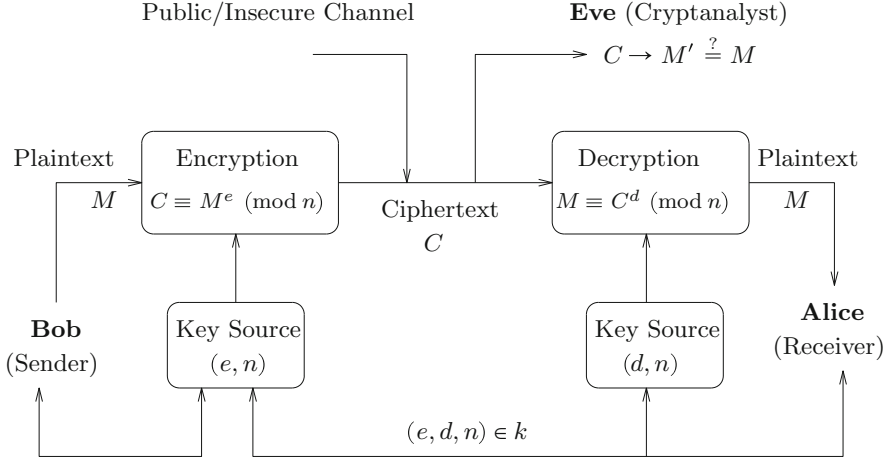 Public/Insecure Channel
Eve (Cryptanalyst)
C → M′ ≟ M
Plaintext
M
Encryption
C ≡ M^e (mod n)
Ciphertext
C
Decryption
M ≡ C^d (mod n)
Plaintext
M
Bob
(Sender)
Key Source
(e, n)
Key Source
(d, n)
Alice
(Receiver)
(e, d, n) ∈ k